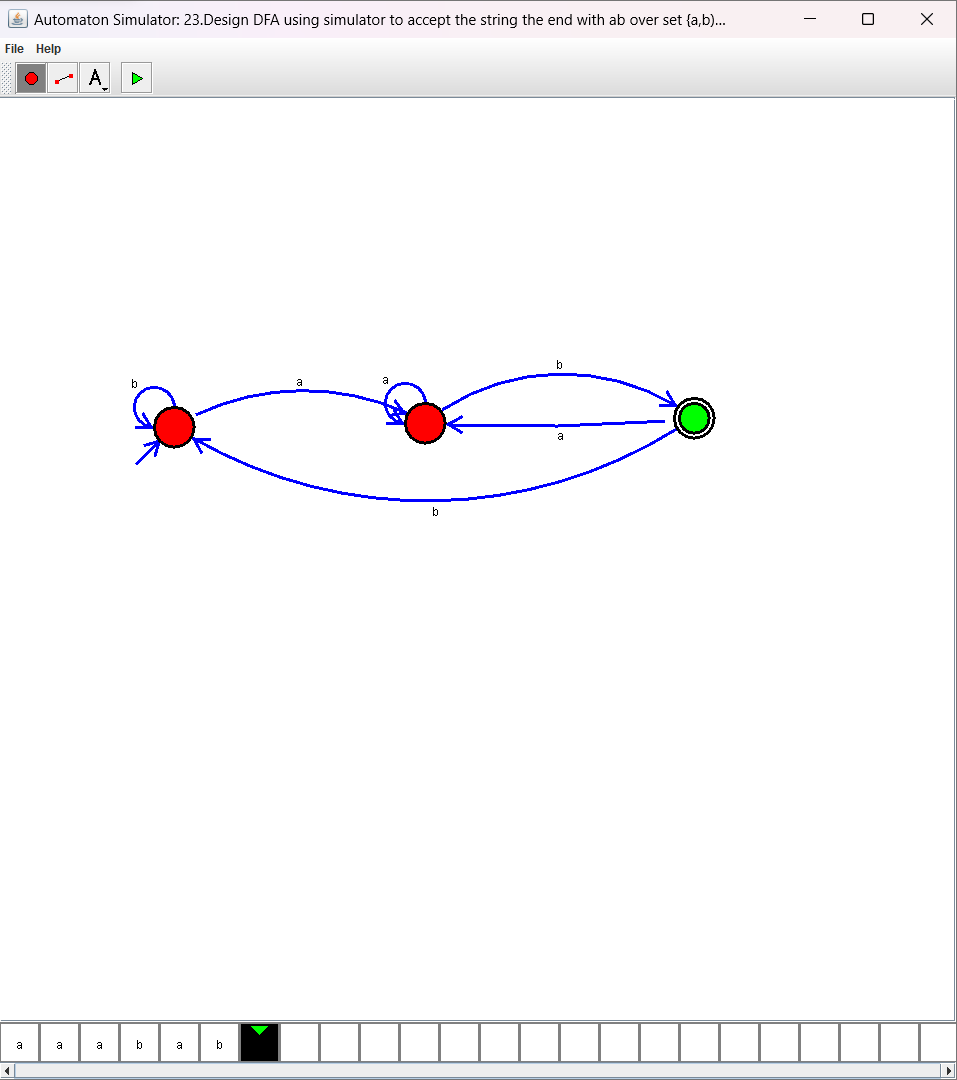 Automaton Simulator: 23.Design DFA using simulator to accept the string the end with ab over set {a,b)...
File Help
A
b
a
a
b
a
b
a a a b a b